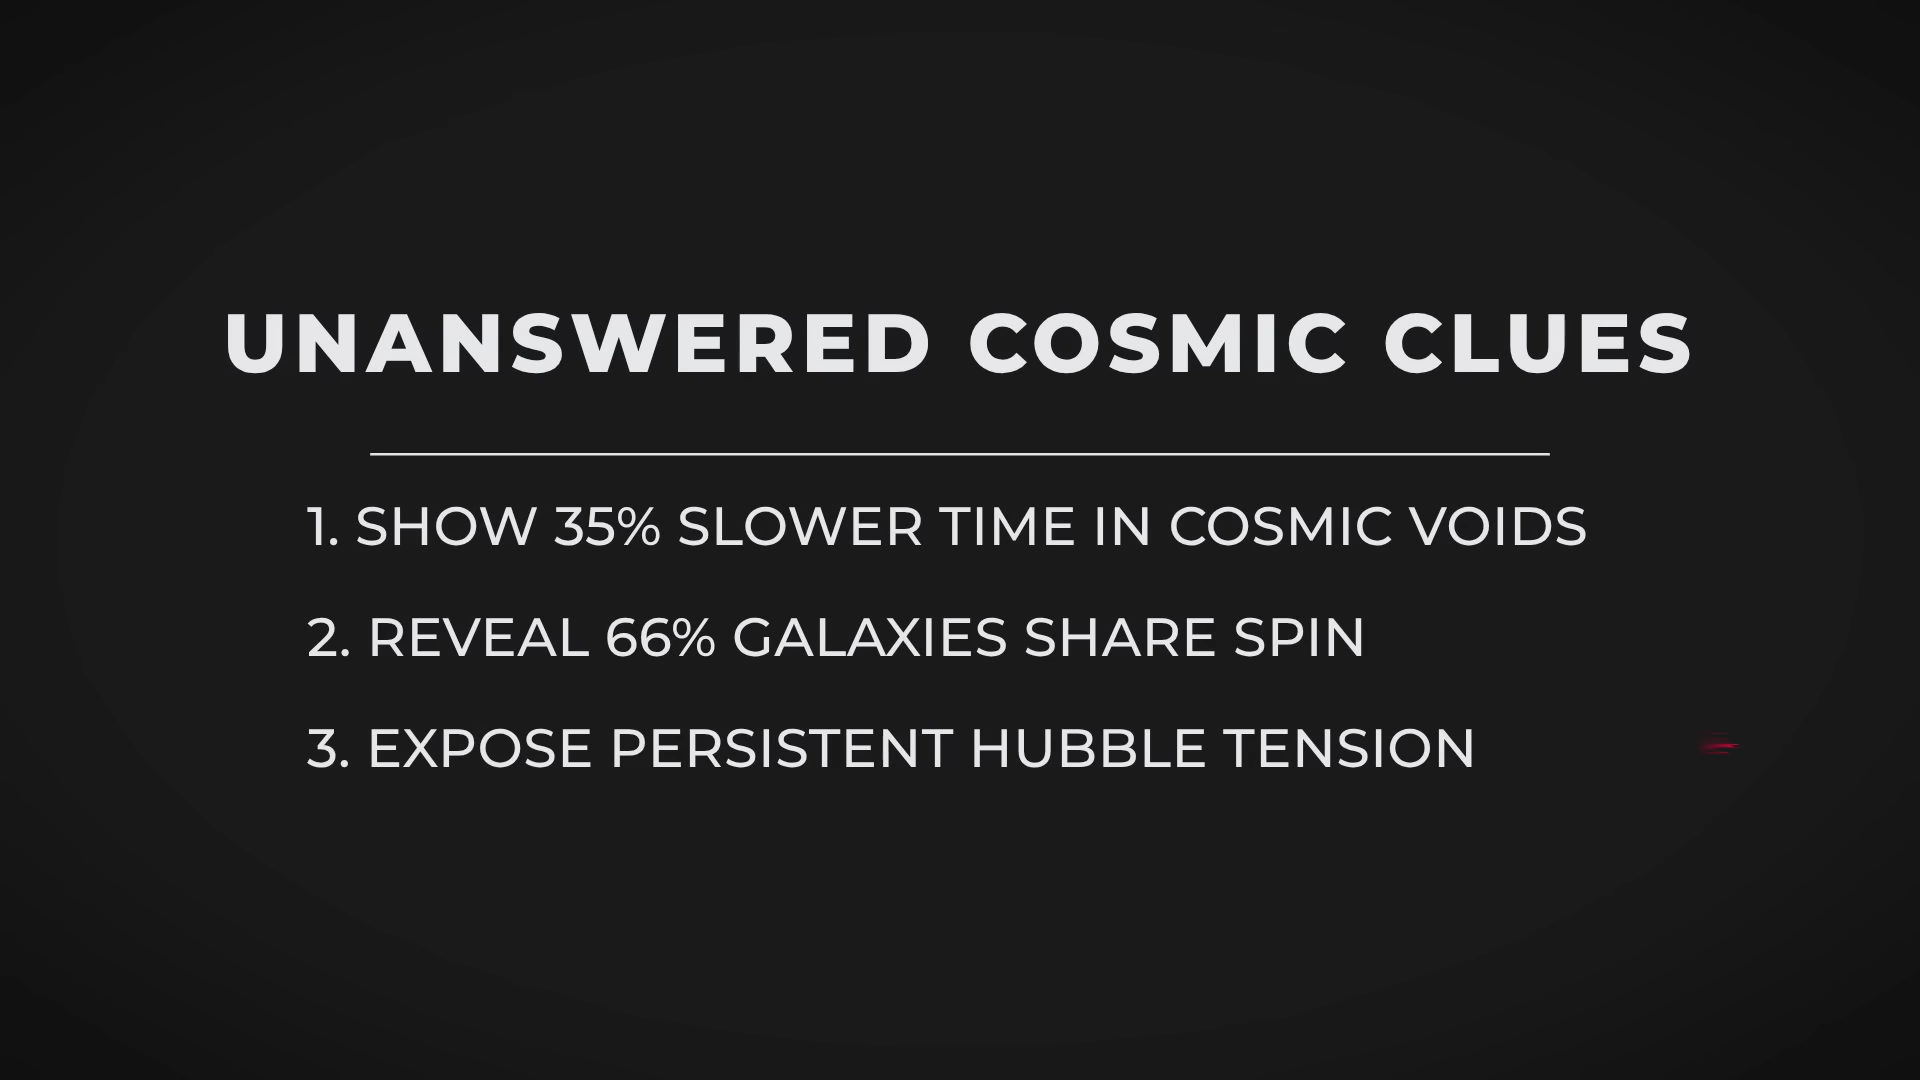 UNANSWERED COSMIC CLUES
1. SHOW 35% SLOWER TIME IN COSMIC VOIDS
2. REVEAL 66% GALAXIES SHARE SPIN
3. EXPOSE PERSISTENT HUBBLE TENSION